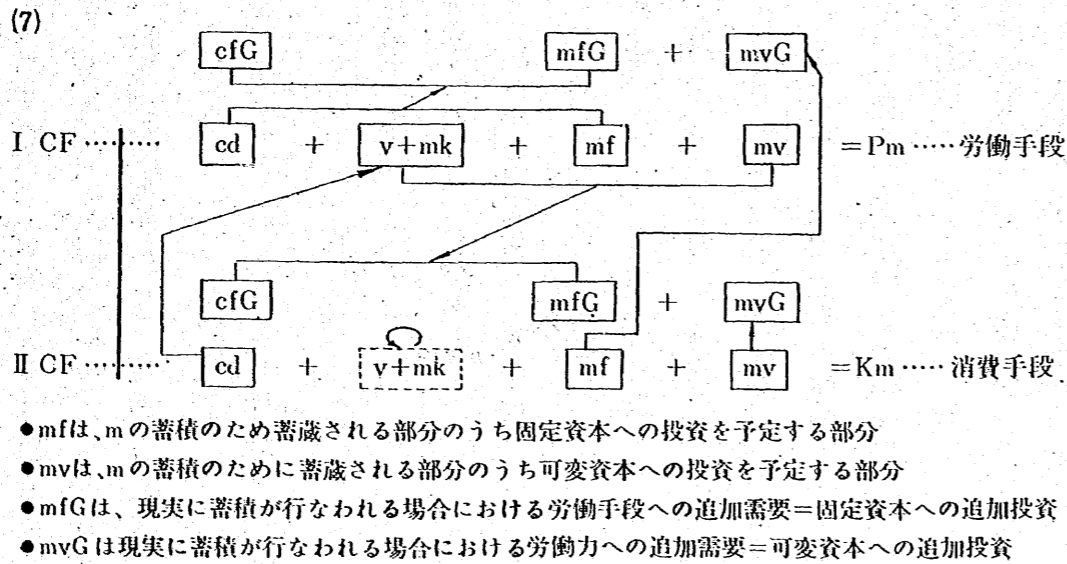 (7)
cfG mfG + mvG
I CF ……… cd + v+mk + mf + mv =Pm ‥‥‥ 労働手段
cfG mfG + mvG
II CF ……… cd + v+mk + mf + mv =Km ‥‥‥ 消費手段
●mfは、mの蓄積のため蓄蔵される部分のうち固定資本への投資を予定する部分
●mvは、mの蓄積のために蓄蔵される部分のうち可変資本への投資を予定する部分
●mfGは、現実に蓄積が行なわれる場合における労働手段への追加需要=固定資本への追加投資
●mvGは現実に蓄積が行なわれる場合における労働力への追加需要=可変資本への追加投資